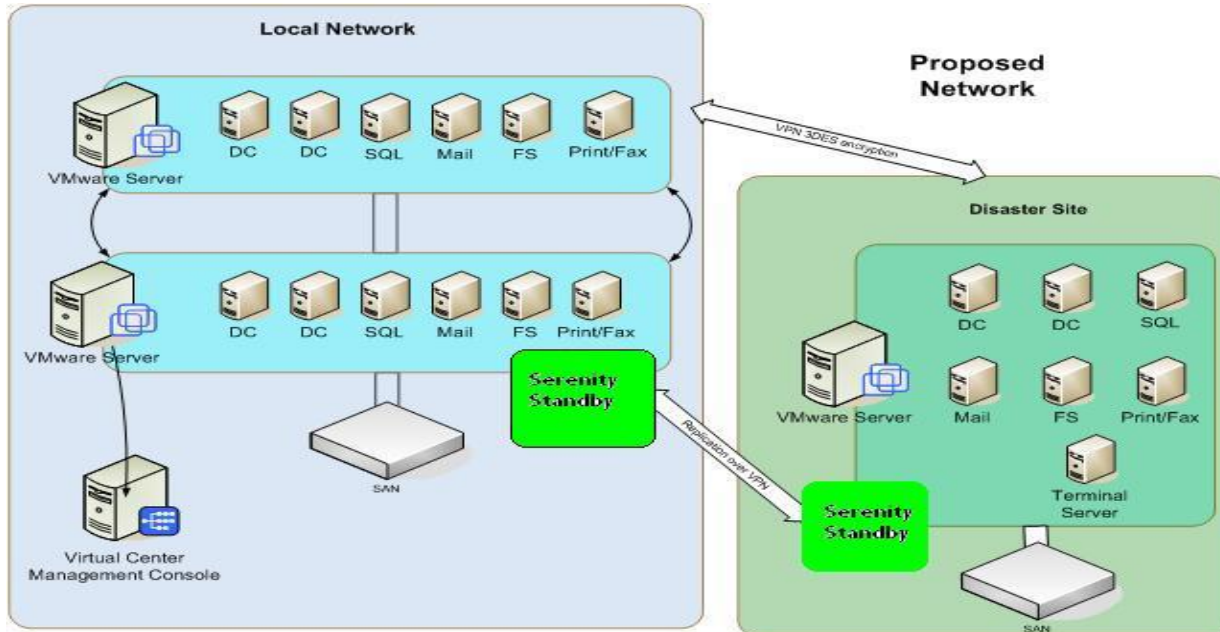 Local Network
Proposed
Network
VMware Server
DC
DC
SQL
Mail
FS
Print/Fax
VPN 3DES encryption
VMware Server
DC
DC
SQL
Mail
FS
Print/Fax
Serenity
Standby
SAN
Replication over VPN
Virtual Center
Management Console
Disaster Site
VMware Server
DC
DC
SQL
Mail
FS
Print/Fax
Terminal
Server
Serenity
Standby
SAN